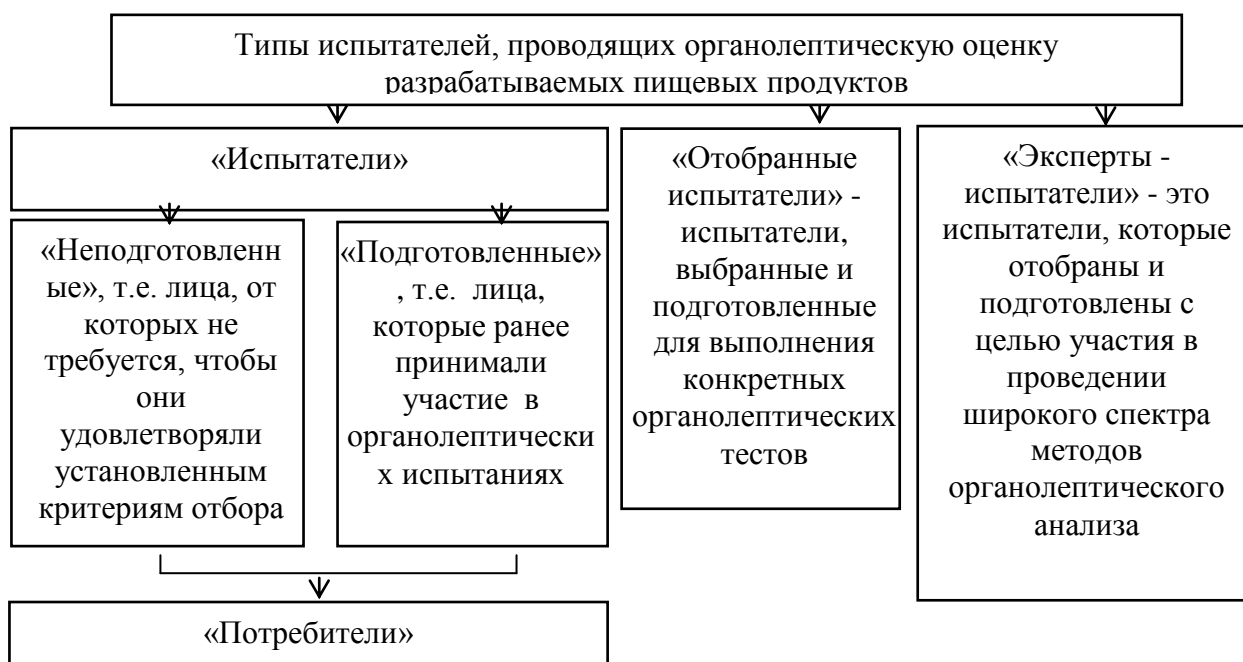 Типы испытателей, проводящих органолептическую оценку
разрабатываемых пищевых продуктов
«Испытатели»
«Неподготовленн
ые», т.е. лица, от
которых не
требуется, чтобы
они
удовлетворяли
установленным
критериям отбора
«Подготовленные»
, т.е. лица,
которые ранее
принимали
участие в
органолептически
х испытаниях
«Отобранные
испытатели» -
испытатели,
выбранные и
подготовленные
для выполнения
конкретных
органолептических
тестов
«Эксперты -
испытатели» - это
испытатели, которые
отобраны и
подготовлены с
целью участия в
проведении
широкого спектра
методов
органолептического
анализа
«Потребители»